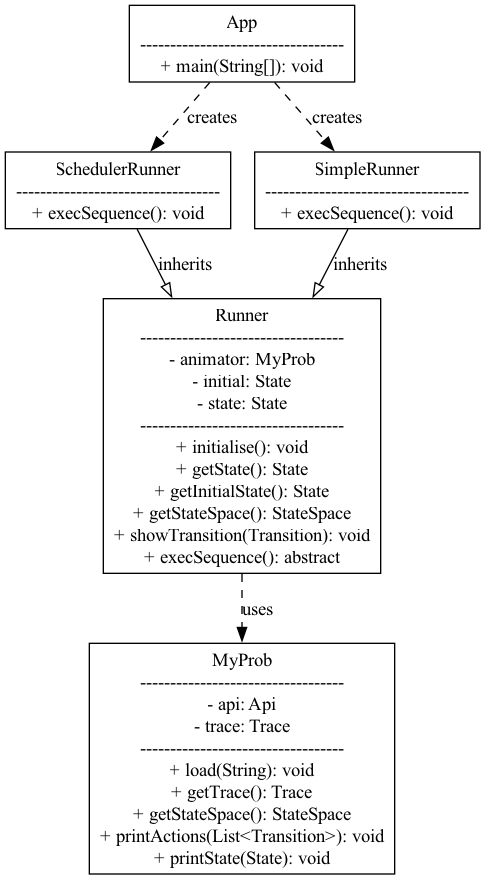 App
----------------------------------
+ main(String[]): void
creates
creates
SchedulerRunner
----------------------------------
+ execSequence(): void
SimpleRunner
----------------------------------
+ execSequence(): void
inherits
inherits
Runner
----------------------------------
- animator: MyProb
- initial: State
- state: State
----------------------------------
+ initialise(): void
+ getState(): State
+ getInitialState(): State
+ getStateSpace(): StateSpace
+ showTransition(Transition): void
+ execSequence(): abstract
uses
MyProb
----------------------------------
- api: Api
- trace: Trace
----------------------------------
+ load(String): void
+ getTrace(): Trace
+ getStateSpace(): StateSpace
+ printActions(List<Transition>): void
+ printState(State): void